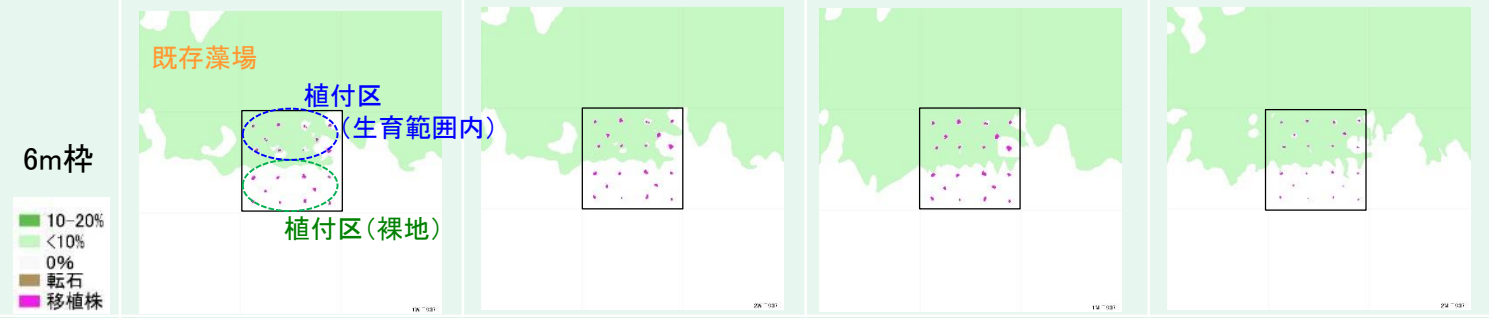 既存藻場
植付区
(生育範囲内)
6m枠
植付区(裸地)
10-20%
<10%
0%
転石
移植株